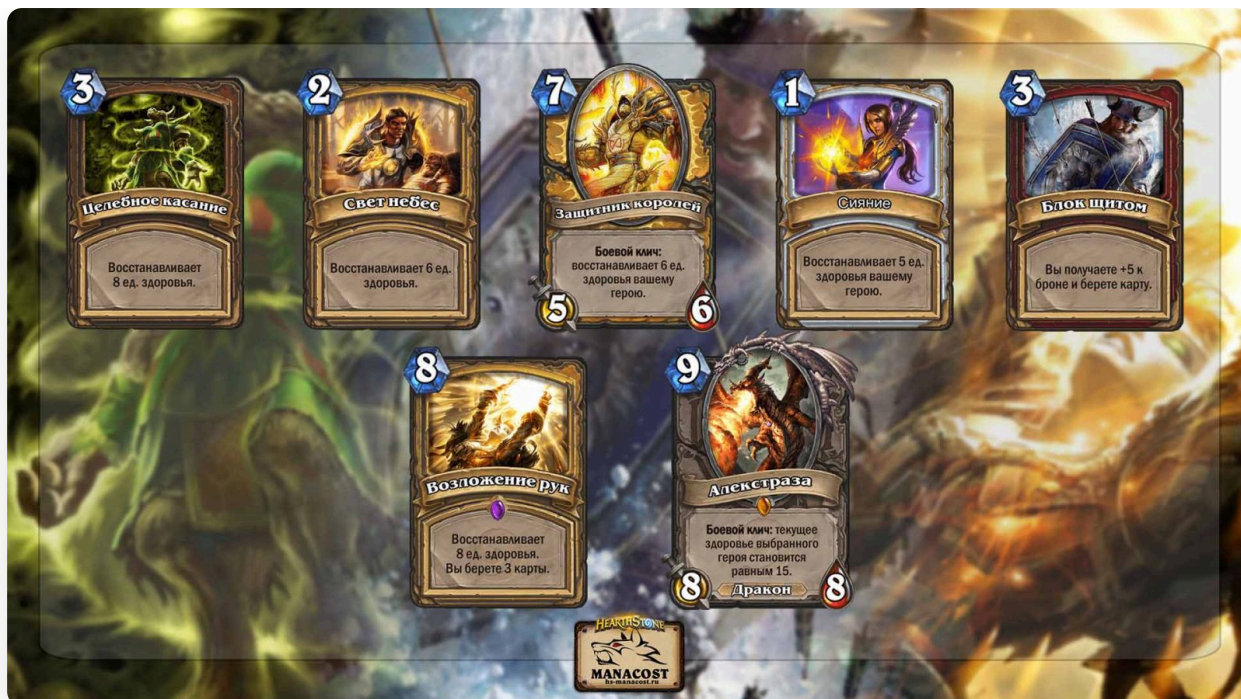 3
Целебное касание
Восстанавливает
8 ед. здоровья.
2
Свет небес
Восстанавливает 6 ед.
здоровья.
7
Защитник королей
Боевой клич:
восстанавливает 6 ед.
здоровья вашему
герою.
5
6
1
Сияние
Восстанавливает 5 ед.
здоровья вашему
герою.
3
Блок щитом
Вы получаете +5 к
броне и берете карту.
8
Возложение рук
Восстанавливает
8 ед. здоровья.
Вы берете 3 карты.
9
Алекстраза
Боевой клич: текущее
здоровье выбранного
героя становится
равным 15.
8
Дракон
8
HEARTHSTONE
MANACOST
hs-manacost.ru